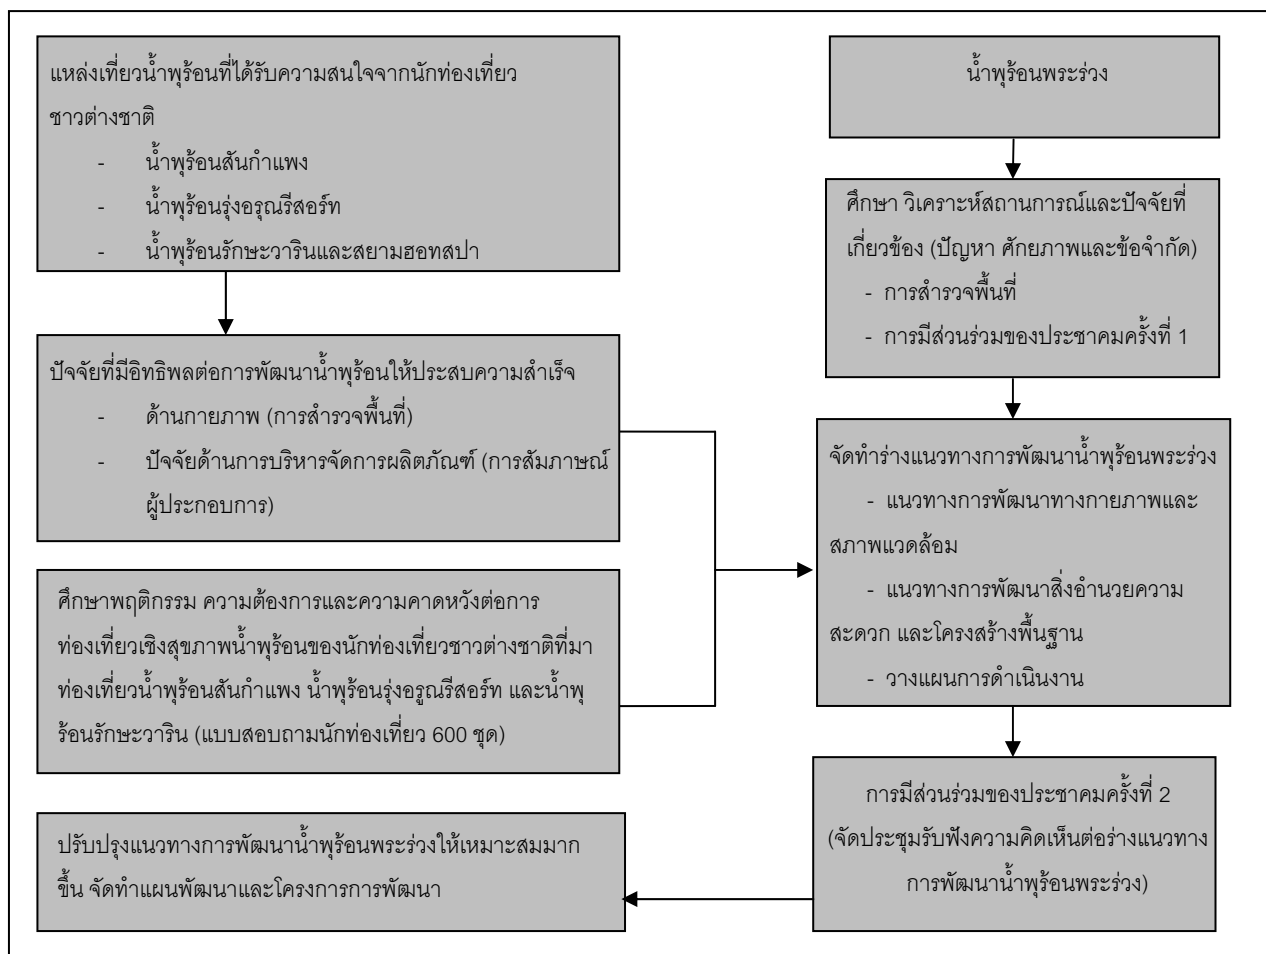 แหล่งเที่ยวน้ำพุร้อนที่ได้รับความสนใจจากนักท่องเที่ยว
ชาวต่างชาติ
- น้ำพุร้อนสันกำแพง
- น้ำพุร้อนรุ่งอรุณรีสอร์ท
- น้ำพุร้อนรักษะวารินและสยามฮอทสปา
ปัจจัยที่มีอิทธิพลต่อการพัฒนาน้ำพุร้อนให้ประสบความสำเร็จ
- ด้านกายภาพ (การสำรวจพื้นที่)
- ปัจจัยด้านการบริหารจัดการผลิตภัณฑ์ (การสัมภาษณ์
ผู้ประกอบการ)
ศึกษาพฤติกรรม ความต้องการและความคาดหวังต่อการ
ท่องเที่ยวเชิงสุขภาพน้ำพุร้อนของนักท่องเที่ยวชาวต่างชาติที่มา
ท่องเที่ยวน้ำพุร้อนสันกำแพง น้ำพุร้อนรุ่งอรูณรีสอร์ท และน้ำพุ
ร้อนรักษะวาริน (แบบสอบถามนักท่องเที่ยว 600 ชุด)
น้ำพุร้อนพระร่วง
ศึกษา วิเคราะห์สถานการณ์และปัจจัยที่
เกี่ยวข้อง (ปัญหา ศักยภาพและข้อจำกัด)
- การสำรวจพื้นที่
- การมีส่วนร่วมของประชาคมครั้งที่ 1
จัดทำร่างแนวทางการพัฒนาน้ำพุร้อนพระร่วง
- แนวทางการพัฒนาทางกายภาพและ
สภาพแวดล้อม
- แนวทางการพัฒนาสิ่งอำนวยความ
สะดวก และโครงสร้างพื้นฐาน
- วางแผนการดำเนินงาน
การมีส่วนร่วมของประชาคมครั้งที่ 2
(จัดประชุมรับฟังความคิดเห็นต่อร่างแนวทาง
การพัฒนาน้ำพุร้อนพระร่วง)
ปรับปรุงแนวทางการพัฒนาน้ำพุร้อนพระร่วงให้เหมาะสมมาก
ขึ้น จัดทำแผนพัฒนาและโครงการการพัฒนา